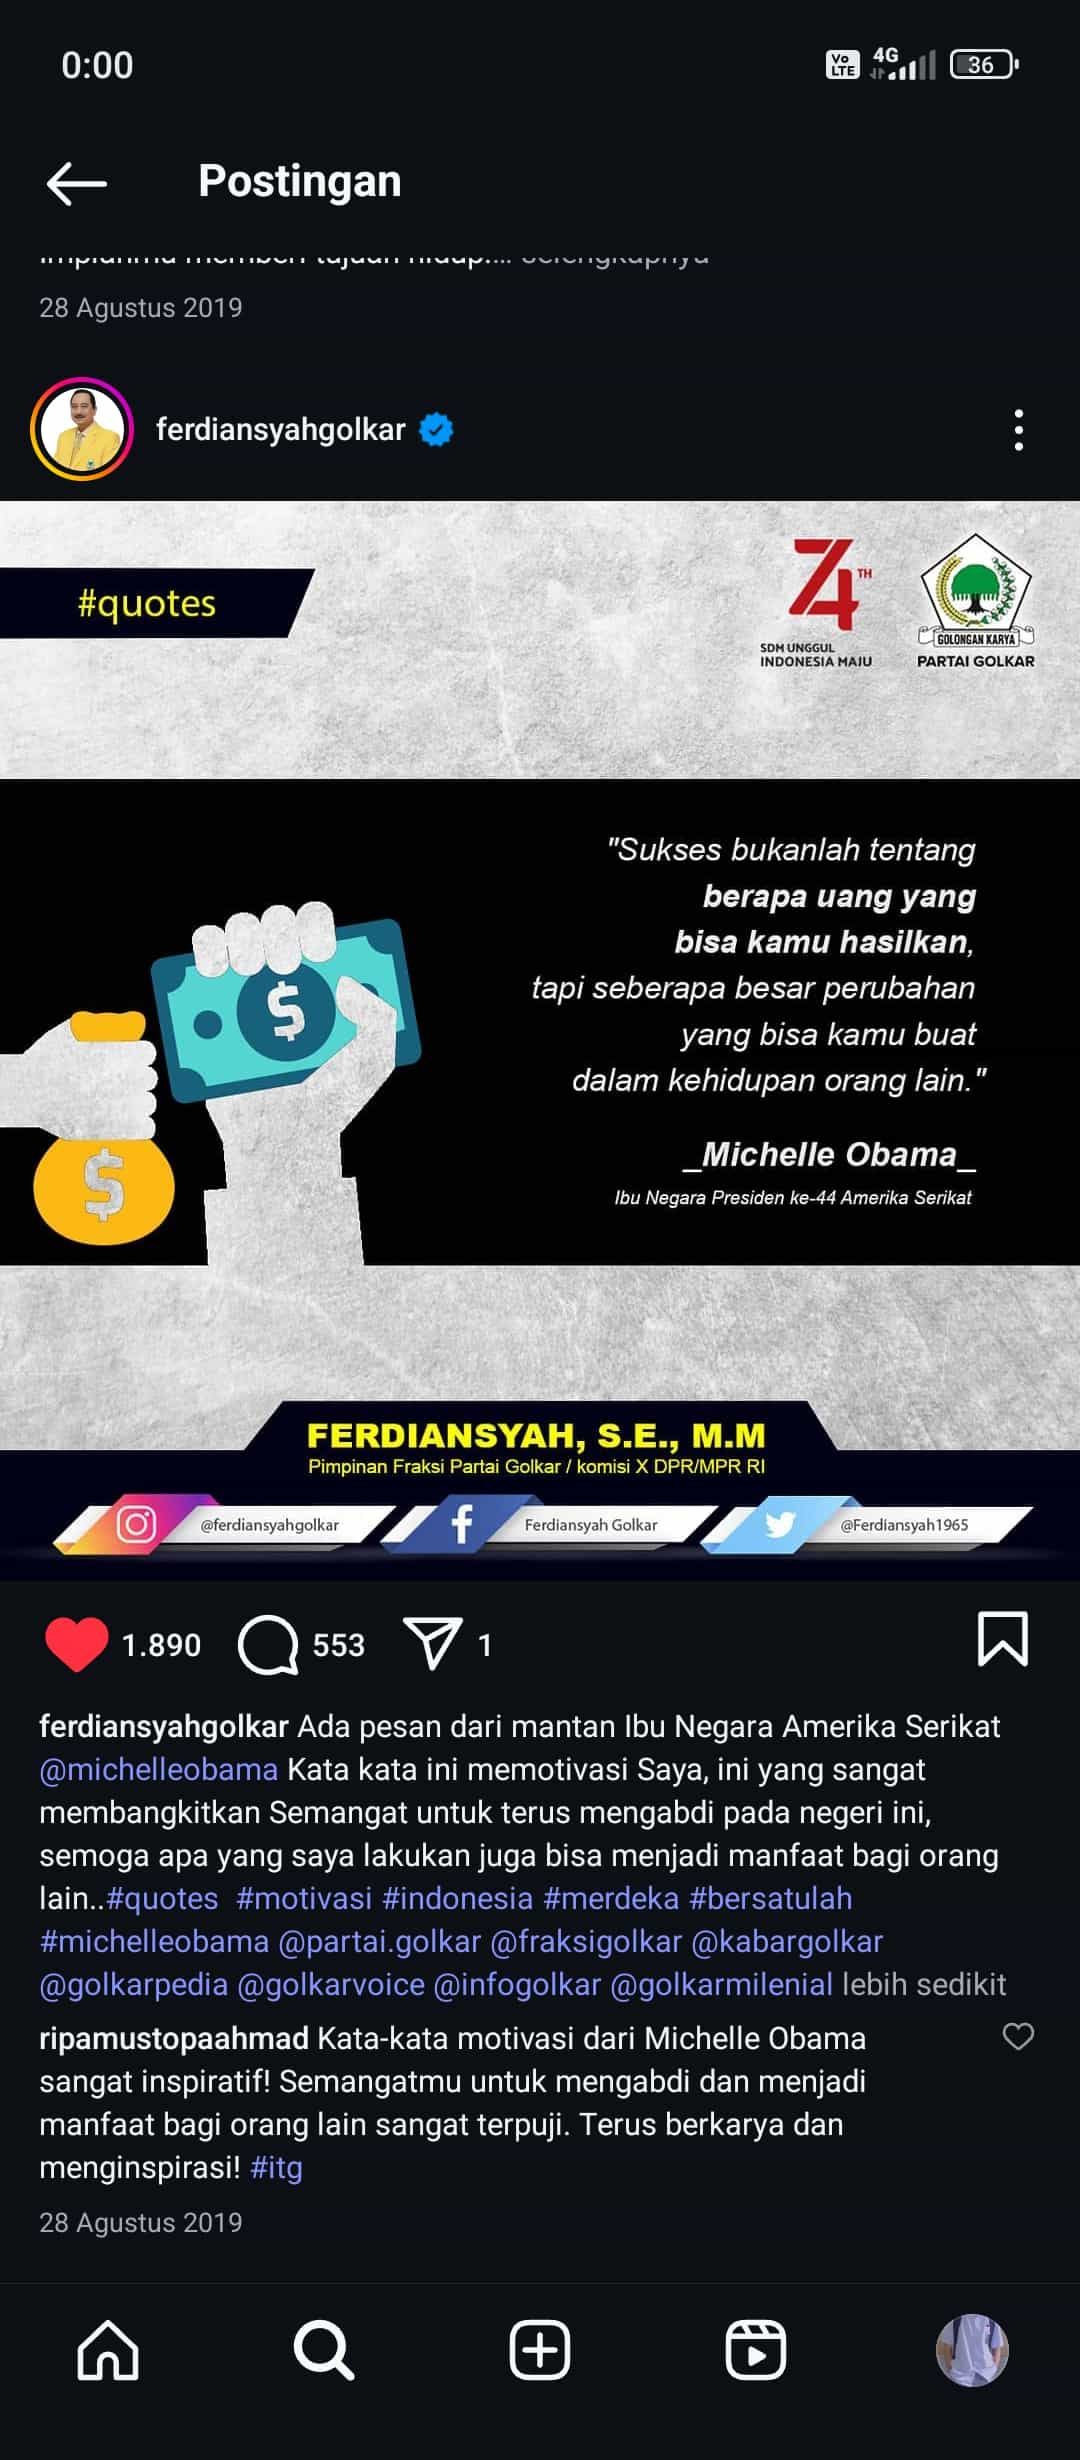 0:00
Vo LTE 4G 36
Postingan
28 Agustus 2019
ferdiansyahgolkar
#quotes
74TH
SDM UNGGUL
INDONESIA MAJU
GOLONGAN KARYA
PARTAI GOLKAR
"Sukses bukanlah tentang
berapa uang yang
bisa kamu hasilkan,
tapi seberapa besar perubahan
yang bisa kamu buat
dalam kehidupan orang lain."
_Michelle Obama_
Ibu Negara Presiden ke-44 Amerika Serikat
$
$
FERDIANSYAH, S.E., M.M
Pimpinan Fraksi Partai Golkar / komisi X DPR/MPR RI
@ferdiansyahgolkar
Ferdiansyah Golkar
@Ferdiansyah1965
1.890 553 1
ferdiansyahgolkar Ada pesan dari mantan Ibu Negara Amerika Serikat
@michelleobama Kata kata ini memotivasi Saya, ini yang sangat
membangkitkan Semangat untuk terus mengabdi pada negeri ini,
semoga apa yang saya lakukan juga bisa menjadi manfaat bagi orang
lain..#quotes #motivasi #indonesia #merdeka #bersatulah
#michelleobama @partai.golkar @fraksigolkar @kabargolkar
@golkarpedia @golkarvoice @infogolkar @golkarmilenial lebih sedikit
ripamustopaahmad Kata-kata motivasi dari Michelle Obama
sangat inspiratif! Semangatmu untuk mengabdi dan menjadi
manfaat bagi orang lain sangat terpuji. Terus berkarya dan
menginspirasi! #itg
28 Agustus 2019